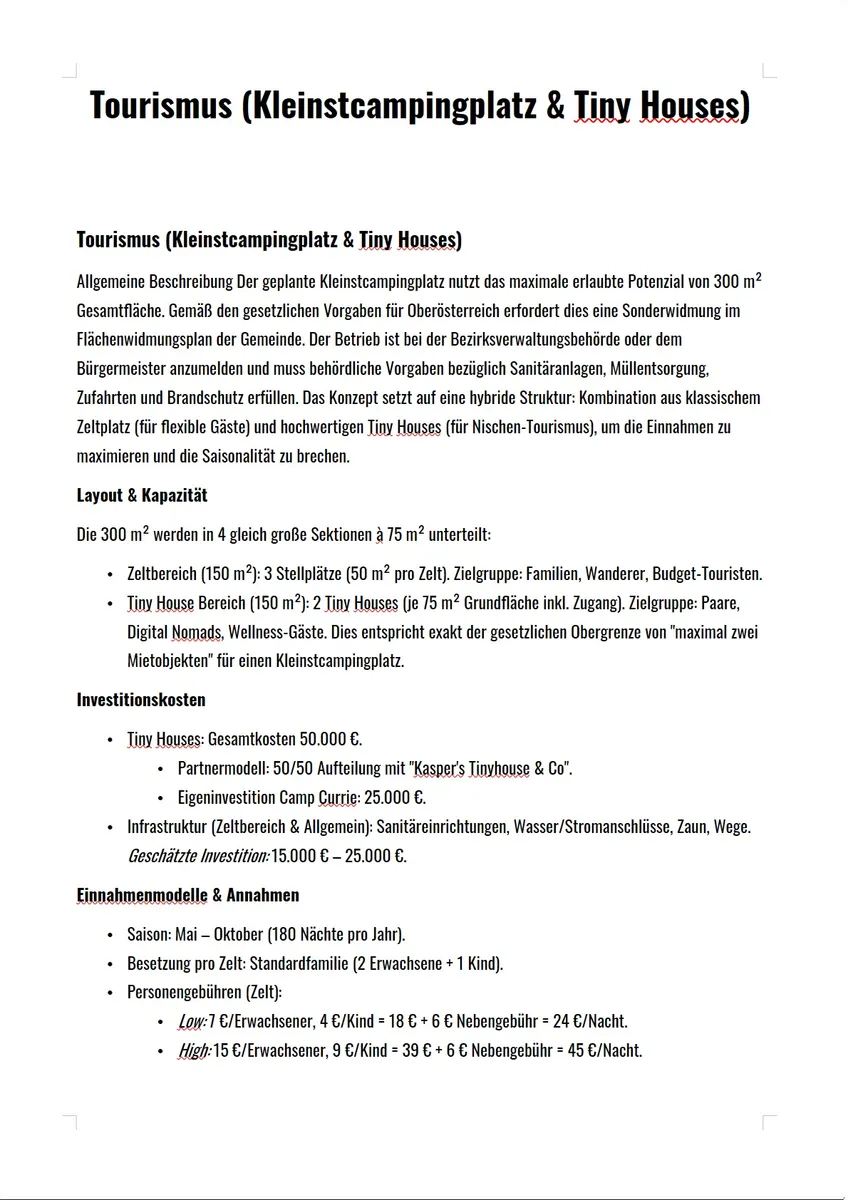 Tourismus (Kleinstcampingplatz & Tiny Houses)
Tourismus (Kleinstcampingplatz & Tiny Houses)
Allgemeine Beschreibung Der geplante Kleinstcampingplatz nutzt das maximale erlaubte Potenzial von 300 m²
Gesamtfläche. Gemäß den gesetzlichen Vorgaben für Oberösterreich erfordert dies eine Sonderwidmung im
Flächenwidmungsplan der Gemeinde. Der Betrieb ist bei der Bezirksverwaltungsbehörde oder dem
Bürgermeister anzumelden und muss behördliche Vorgaben bezüglich Sanitäranlagen, Müllentsorgung,
Zufahrten und Brandschutz erfüllen. Das Konzept setzt auf eine hybride Struktur: Kombination aus klassischem
Zeltplatz (für flexible Gäste) und hochwertigen Tiny Houses (für Nischen-Tourismus), um die Einnahmen zu
maximieren und die Saisonalität zu brechen.
Layout & Kapazität
Die 300 m² werden in 4 gleich große Sektionen à 75 m² unterteilt:
• Zeltbereich (150 m²): 3 Stellplätze (50 m² pro Zelt). Zielgruppe: Familien, Wanderer, Budget-Touristen.
• Tiny House Bereich (150 m²): 2 Tiny Houses (je 75 m² Grundfläche inkl. Zugang). Zielgruppe: Paare,
Digital Nomads, Wellness-Gäste. Dies entspricht exakt der gesetzlichen Obergrenze von "maximal zwei
Mietobjekten" für einen Kleinstcampingplatz.
Investitionskosten
• Tiny Houses: Gesamtkosten 50.000 €.
• Partnermodell: 50/50 Aufteilung mit "Kasper's Tinyhouse & Co".
• Eigeninvestition Camp Currie: 25.000 €.
• Infrastruktur (Zeltbereich & Allgemein): Sanitäreinrichtungen, Wasser/Stromanschlüsse, Zaun, Wege.
Geschätzte Investition: 15.000 € – 25.000 €.
Einnahmenmodelle & Annahmen
• Saison: Mai – Oktober (180 Nächte pro Jahr).
• Besetzung pro Zelt: Standardfamilie (2 Erwachsene + 1 Kind).
• Personengebühren (Zelt):
• Low: 7 €/Erwachsener, 4 €/Kind = 18 € + 6 € Nebengebühr = 24 €/Nacht.
• High: 15 €/Erwachsener, 9 €/Kind = 39 € + 6 € Nebengebühr = 45 €/Nacht.